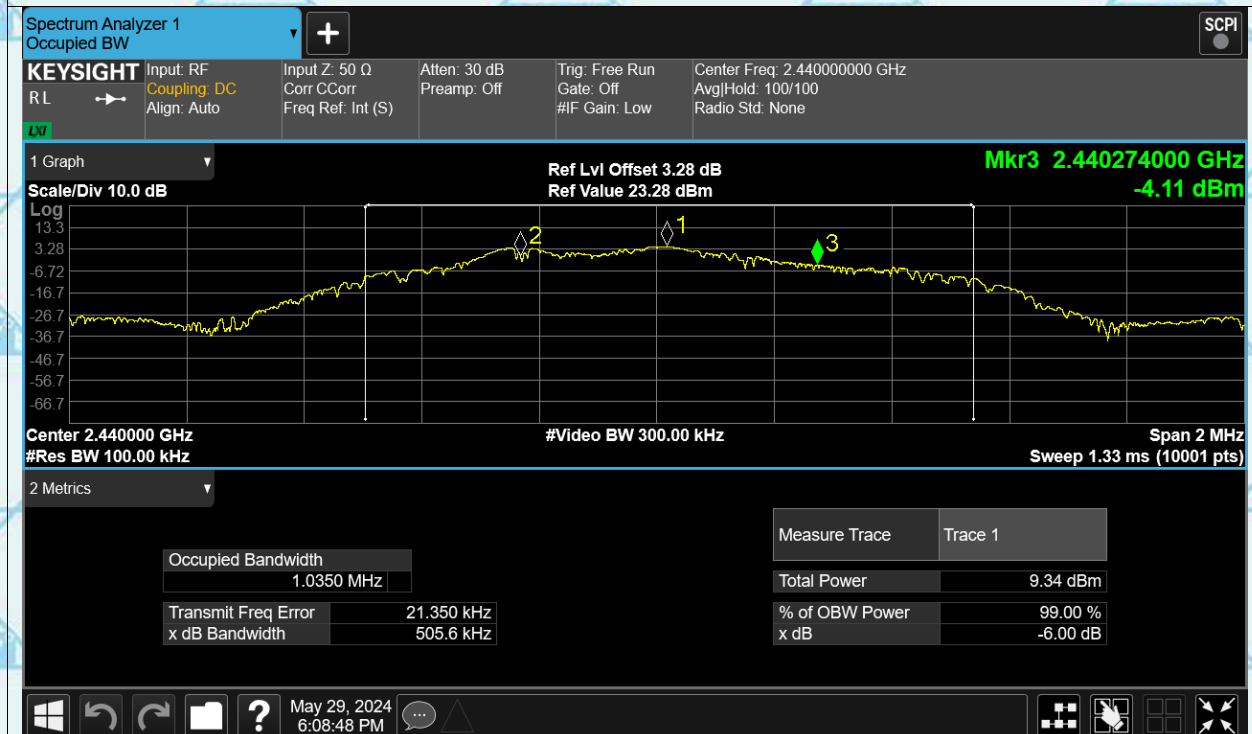 Spectrum Analyzer 1
Occupied BW
+
SCPI
KEYSIGHT
RL
LXI
Input: RF
Coupling: DC
Align: Auto
Input Z: 50 Ω
Corr CCorr
Freq Ref: Int (S)
Atten: 30 dB
Preamp: Off
Trig: Free Run
Gate: Off
#IF Gain: Low
Center Freq: 2.440000000 GHz
Avg|Hold: 100/100
Radio Std: None
1 Graph
Scale/Div 10.0 dB
Ref Lvl Offset 3.28 dB
Ref Value 23.28 dBm
Mkr3 2.440274000 GHz
-4.11 dBm
Log
13.3
3.28
-6.72
-16.7
-26.7
-36.7
-46.7
-56.7
-66.7
2
1
3
Center 2.440000 GHz
#Video BW 300.00 kHz
Span 2 MHz
#Res BW 100.00 kHz
Sweep 1.33 ms (10001 pts)
2 Metrics
Occupied Bandwidth
1.0350 MHz
Transmit Freq Error 21.350 kHz
x dB Bandwidth 505.6 kHz
Measure Trace Trace 1
Total Power 9.34 dBm
% of OBW Power 99.00 %
x dB -6.00 dB
?
May 29, 2024
6:08:48 PM